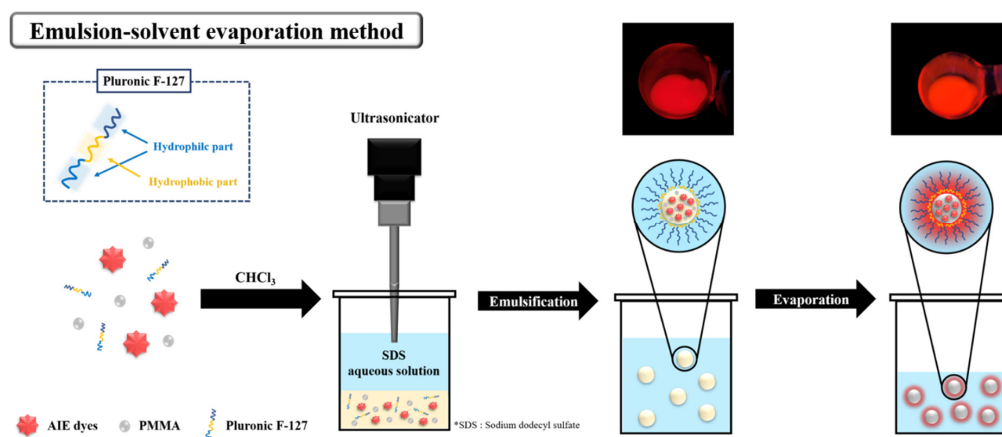 Emulsion-solvent evaporation method
Pluronic F-127
Hydrophilc part
Hydrophobic part
Ultrasonicator
CHCl₃
Emulsification
Evaporation
SDS
aqueous solution
AIE dyes
PMMA
Pluronic F-127
*SDS : Sodium dodecyl sulfate